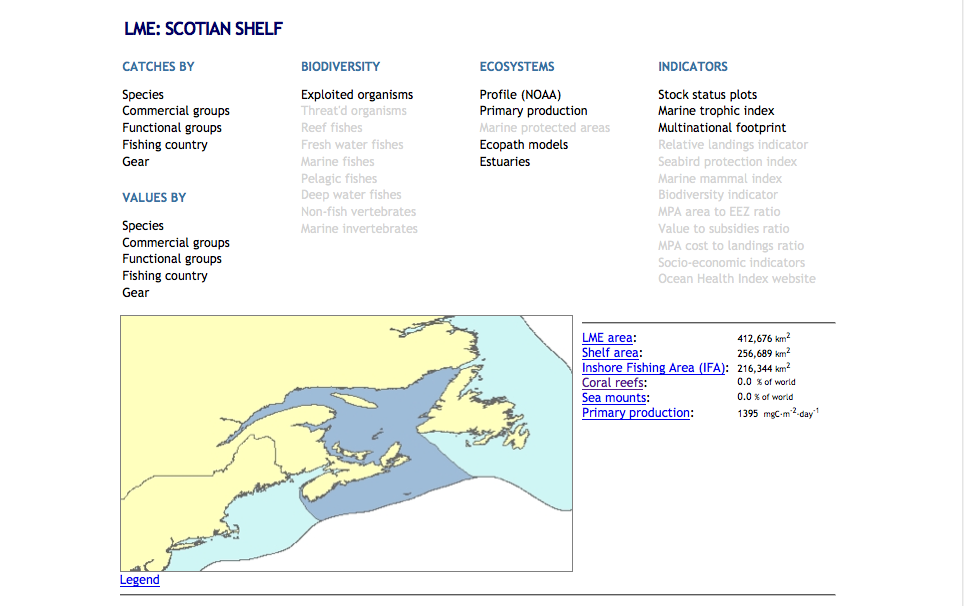 LME: SCOTIAN SHELF
CATCHES BY
Species
Commercial groups
Functional groups
Fishing country
Gear
VALUES BY
Species
Commercial groups
Functional groups
Fishing country
Gear
BIODIVERSITY
Exploited organisms
Threat'd organisms
Reef fishes
Fresh water fishes
Marine fishes
Pelagic fishes
Deep water fishes
Non-fish vertebrates
Marine invertebrates
ECOSYSTEMS
Profile (NOAA)
Primary production
Marine protected areas
Ecopath models
Estuaries
INDICATORS
Stock status plots
Marine trophic index
Multinational footprint
Relative landings indicator
Seabird protection index
Marine mammal index
Biodiversity indicator
MPA area to EEZ ratio
Value to subsidies ratio
MPA cost to landings ratio
Socio-economic indicators
Ocean Health Index website
LME area: 412,676 km²
Shelf area: 256,689 km²
Inshore Fishing Area (IFA): 216,344 km²
Coral reefs: 0.0 % of world
Sea mounts: 0.0 % of world
Primary production: 1395 mgC·m⁻²·day⁻¹
Legend